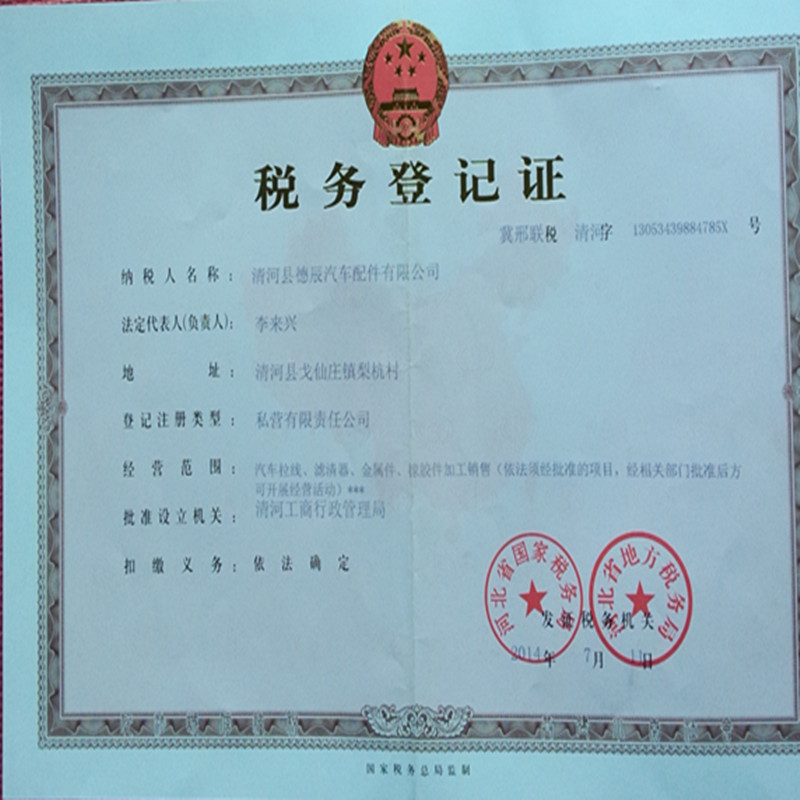 税务登记证
冀邢联税 清河字 13053439884785X 号
纳税人名称： 清河县德辰汽车配件有限公司
法定代表人(负责人)： 李来兴
地 址： 清河县戈仙庄镇梨杭村
登记注册类型： 私营有限责任公司
经营范围： 汽车拉线、滤清器、金属件、橡胶件加工销售（依法须经批准的项目，经相关部门批准后方
可开展经营活动）***
批准设立机关： 清河工商行政管理局
扣缴义务： 依法确定
河北省国家税务局
河北省地方税务局
发证税务机关
2014年 7月 11日
国家税务总局监制